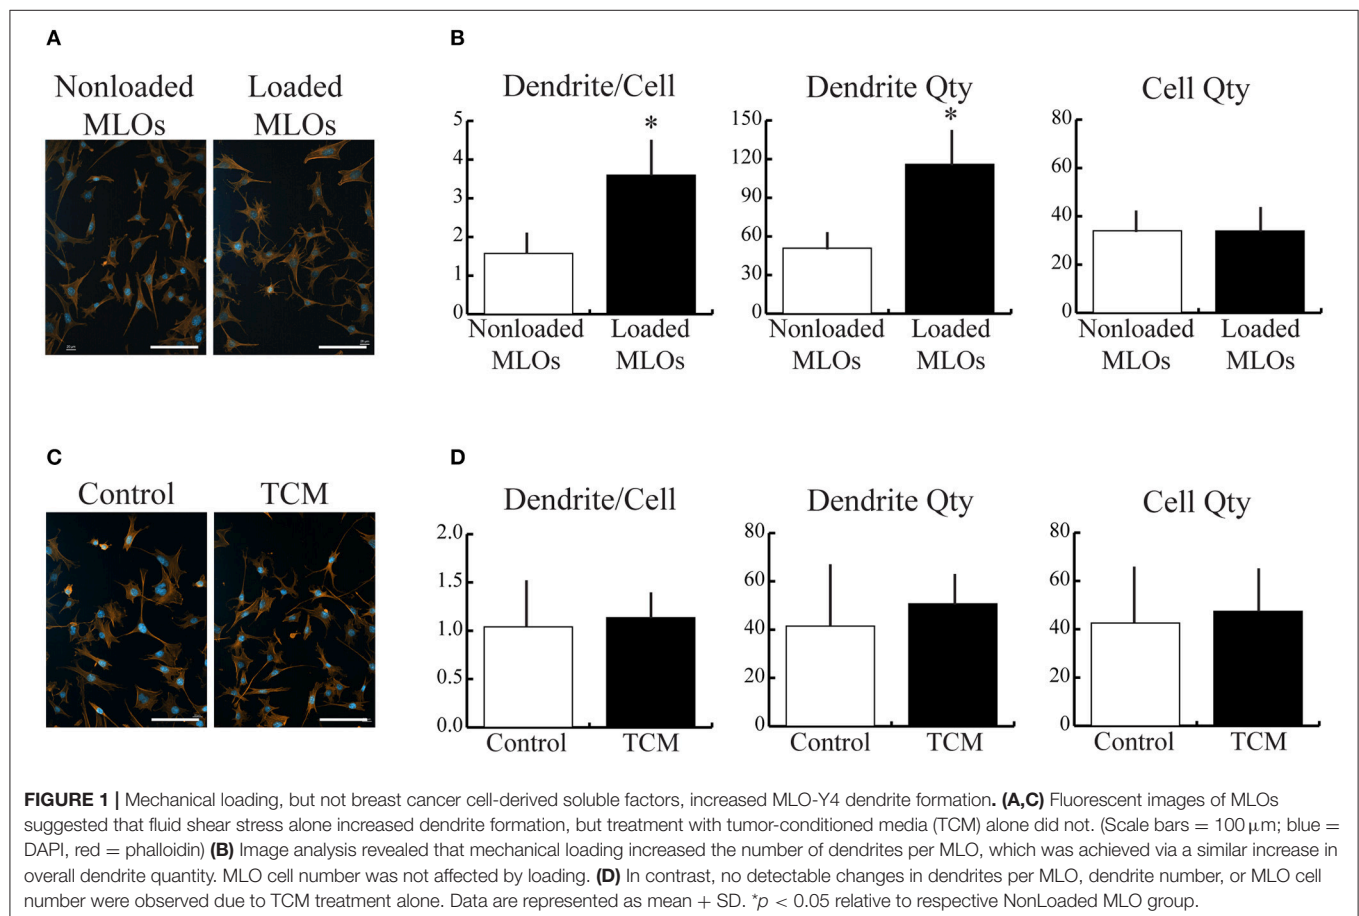 A
Nonloaded
MLOs
Loaded
MLOs
B
Dendrite/Cell
5
4
3
2
1
0
*
Nonloaded
MLOs
Loaded
MLOs
Dendrite Qty
150
120
90
60
30
0
*
Nonloaded
MLOs
Loaded
MLOs
Cell Qty
80
60
40
20
0
Nonloaded
MLOs
Loaded
MLOs
C
Control
TCM
D
Dendrite/Cell
2.0
1.5
1.0
0.5
0.0
Control
TCM
Dendrite Qty
80
60
40
20
0
Control
TCM
Cell Qty
80
60
40
20
0
Control
TCM
FIGURE 1 | Mechanical loading, but not breast cancer cell-derived soluble factors, increased MLO-Y4 dendrite formation. (A,C) Fluorescent images of MLOs
suggested that fluid shear stress alone increased dendrite formation, but treatment with tumor-conditioned media (TCM) alone did not. (Scale bars = 100 μm; blue =
DAPI, red = phalloidin) (B) Image analysis revealed that mechanical loading increased the number of dendrites per MLO, which was achieved via a similar increase in
overall dendrite quantity. MLO cell number was not affected by loading. (D) In contrast, no detectable changes in dendrites per MLO, dendrite number, or MLO cell
number were observed due to TCM treatment alone. Data are represented as mean + SD. *p < 0.05 relative to respective NonLoaded MLO group.